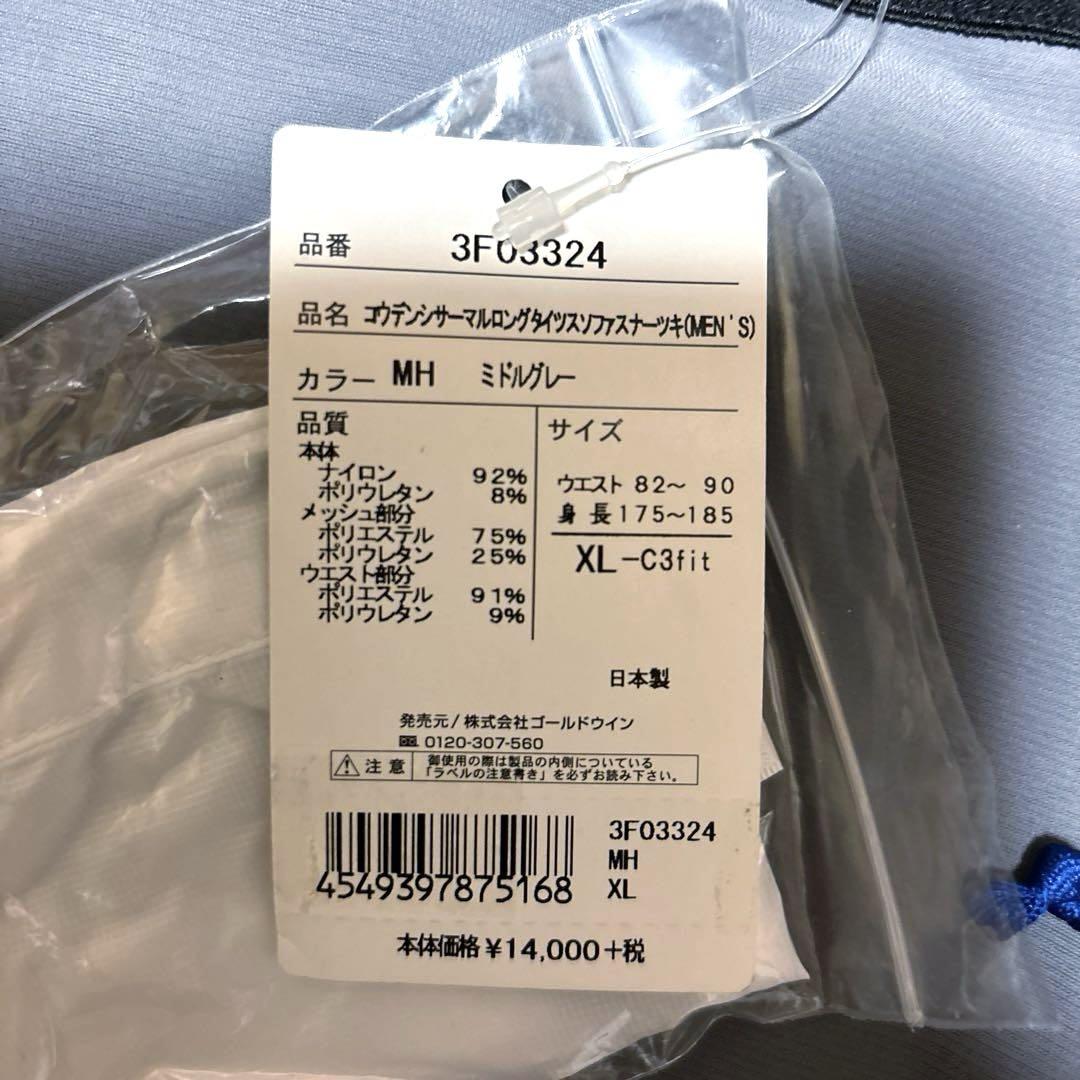 品番 3F03324
品名 コウデンシサーマルロングタイツスソファスナーツキ(MEN'S)
カラー MH ミドルグレー
品質
本体
ナイロン 92%
ポリウレタン 8%
メッシュ部分
ポリエステル 75%
ポリウレタン 25%
ウエスト部分
ポリエステル 91%
ポリウレタン 9%
サイズ
ウエスト 82～ 90
身長 175～185
XL-C3fit
日本製
発売元/株式会社ゴールドウイン
0120-307-560
注意 御使用の際は製品の内側についている
「ラベルの注意書き」を必ずお読み下さい。
4549397875168
3F03324
MH
XL
本体価格 ¥14,000+税